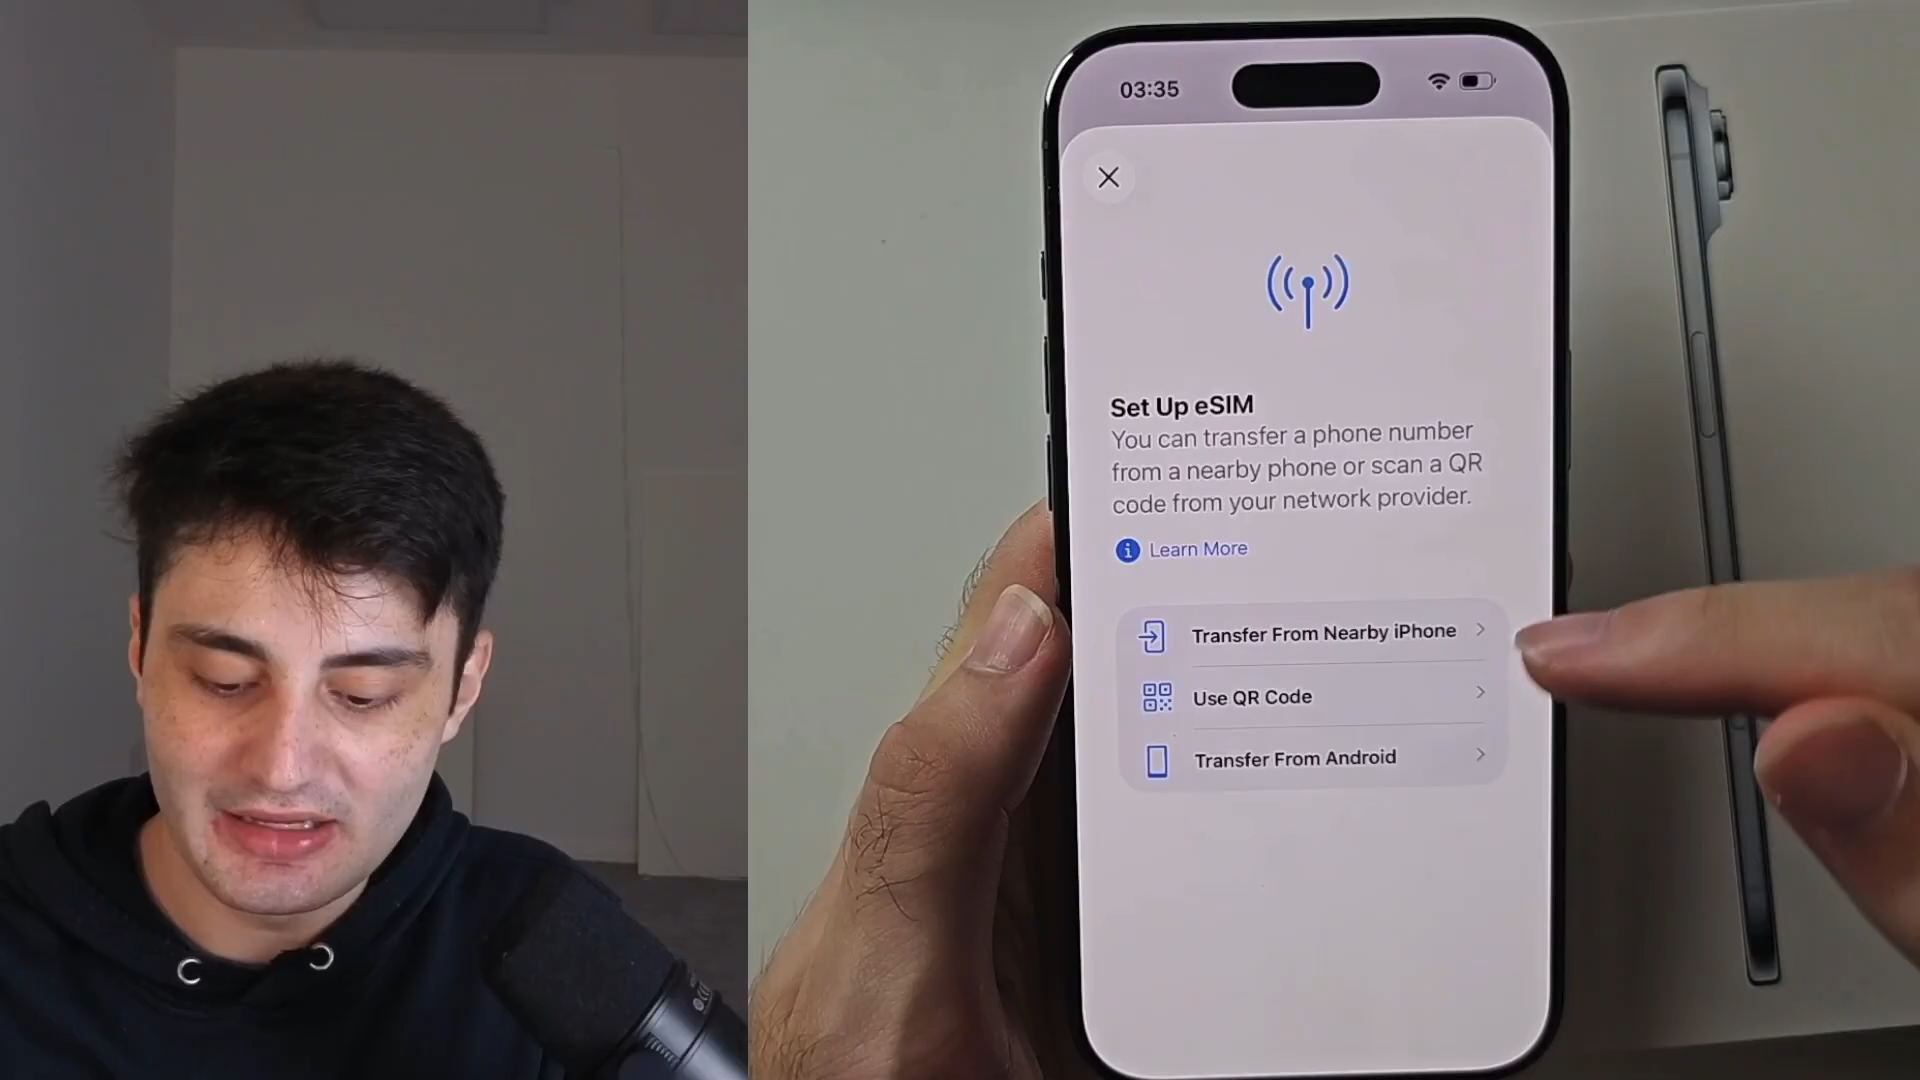 03:35
Set Up eSIM
You can transfer a phone number
from a nearby phone or scan a QR
code from your network provider.
Learn More
Transfer From Nearby iPhone
Use QR Code
Transfer From Android